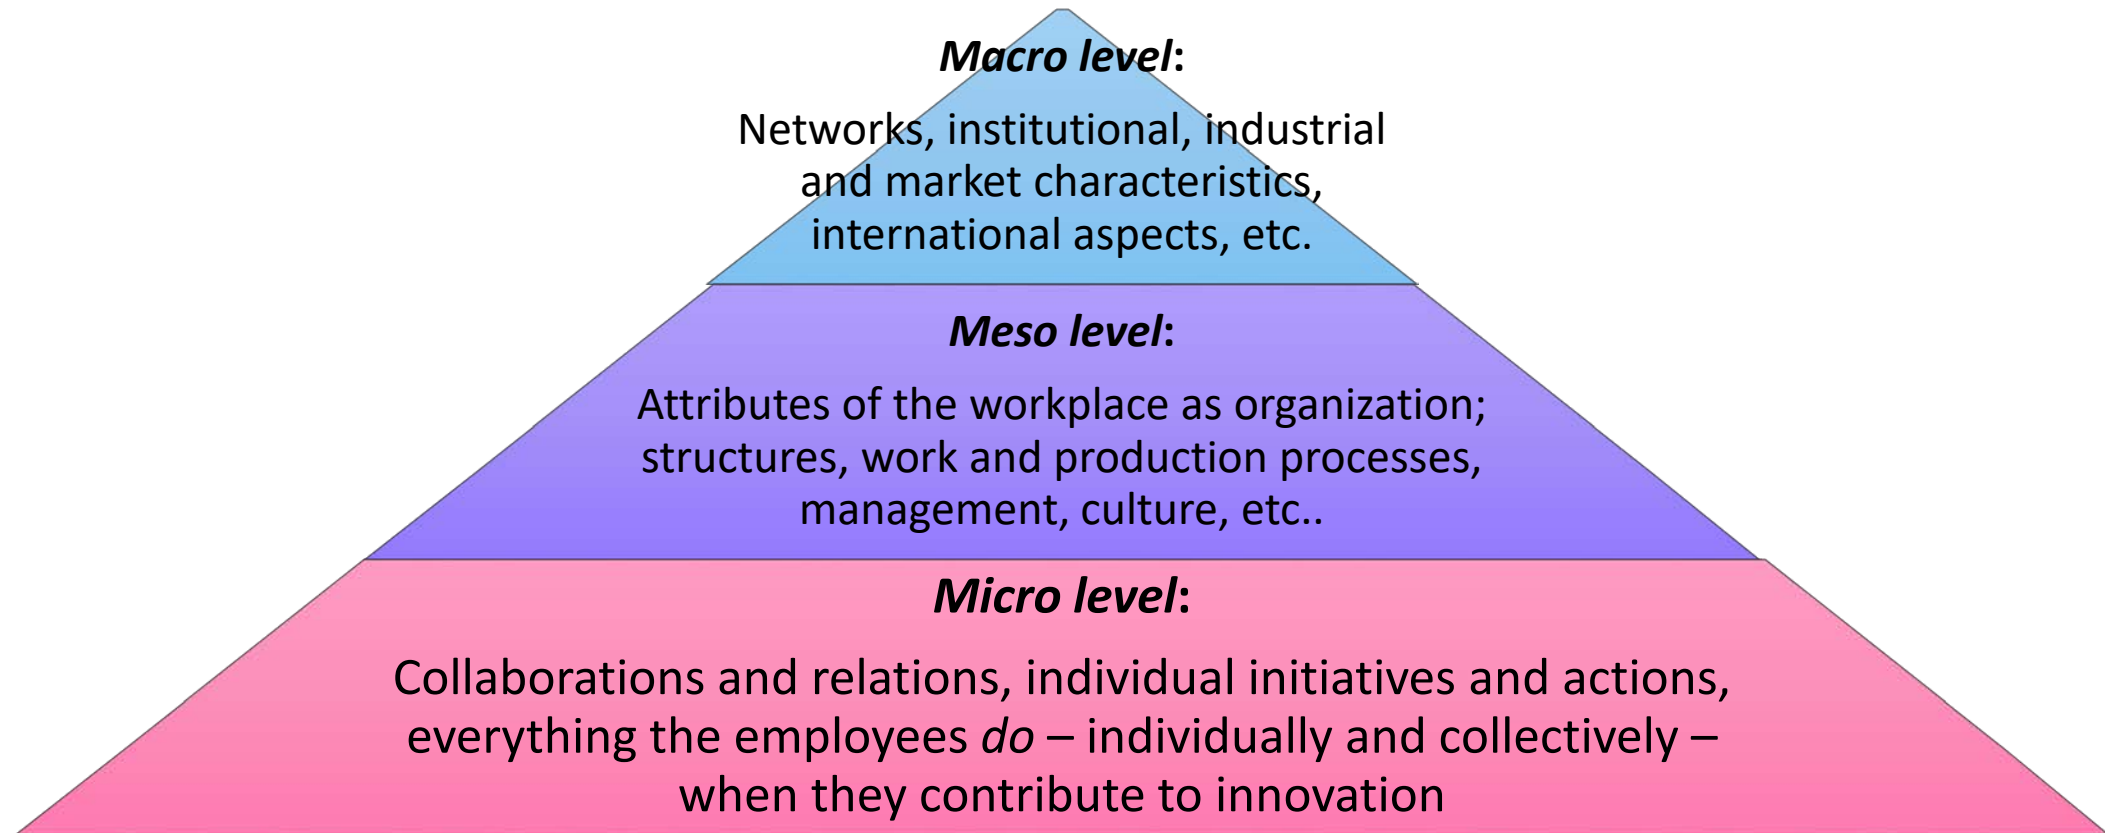 Macro level:
Networks, institutional, industrial
and market characteristics,
international aspects, etc.
Meso level:
Attributes of the workplace as organization;
structures, work and production processes,
management, culture, etc..
Micro level:
Collaborations and relations, individual initiatives and actions,
everything the employees do – individually and collectively –
when they contribute to innovation